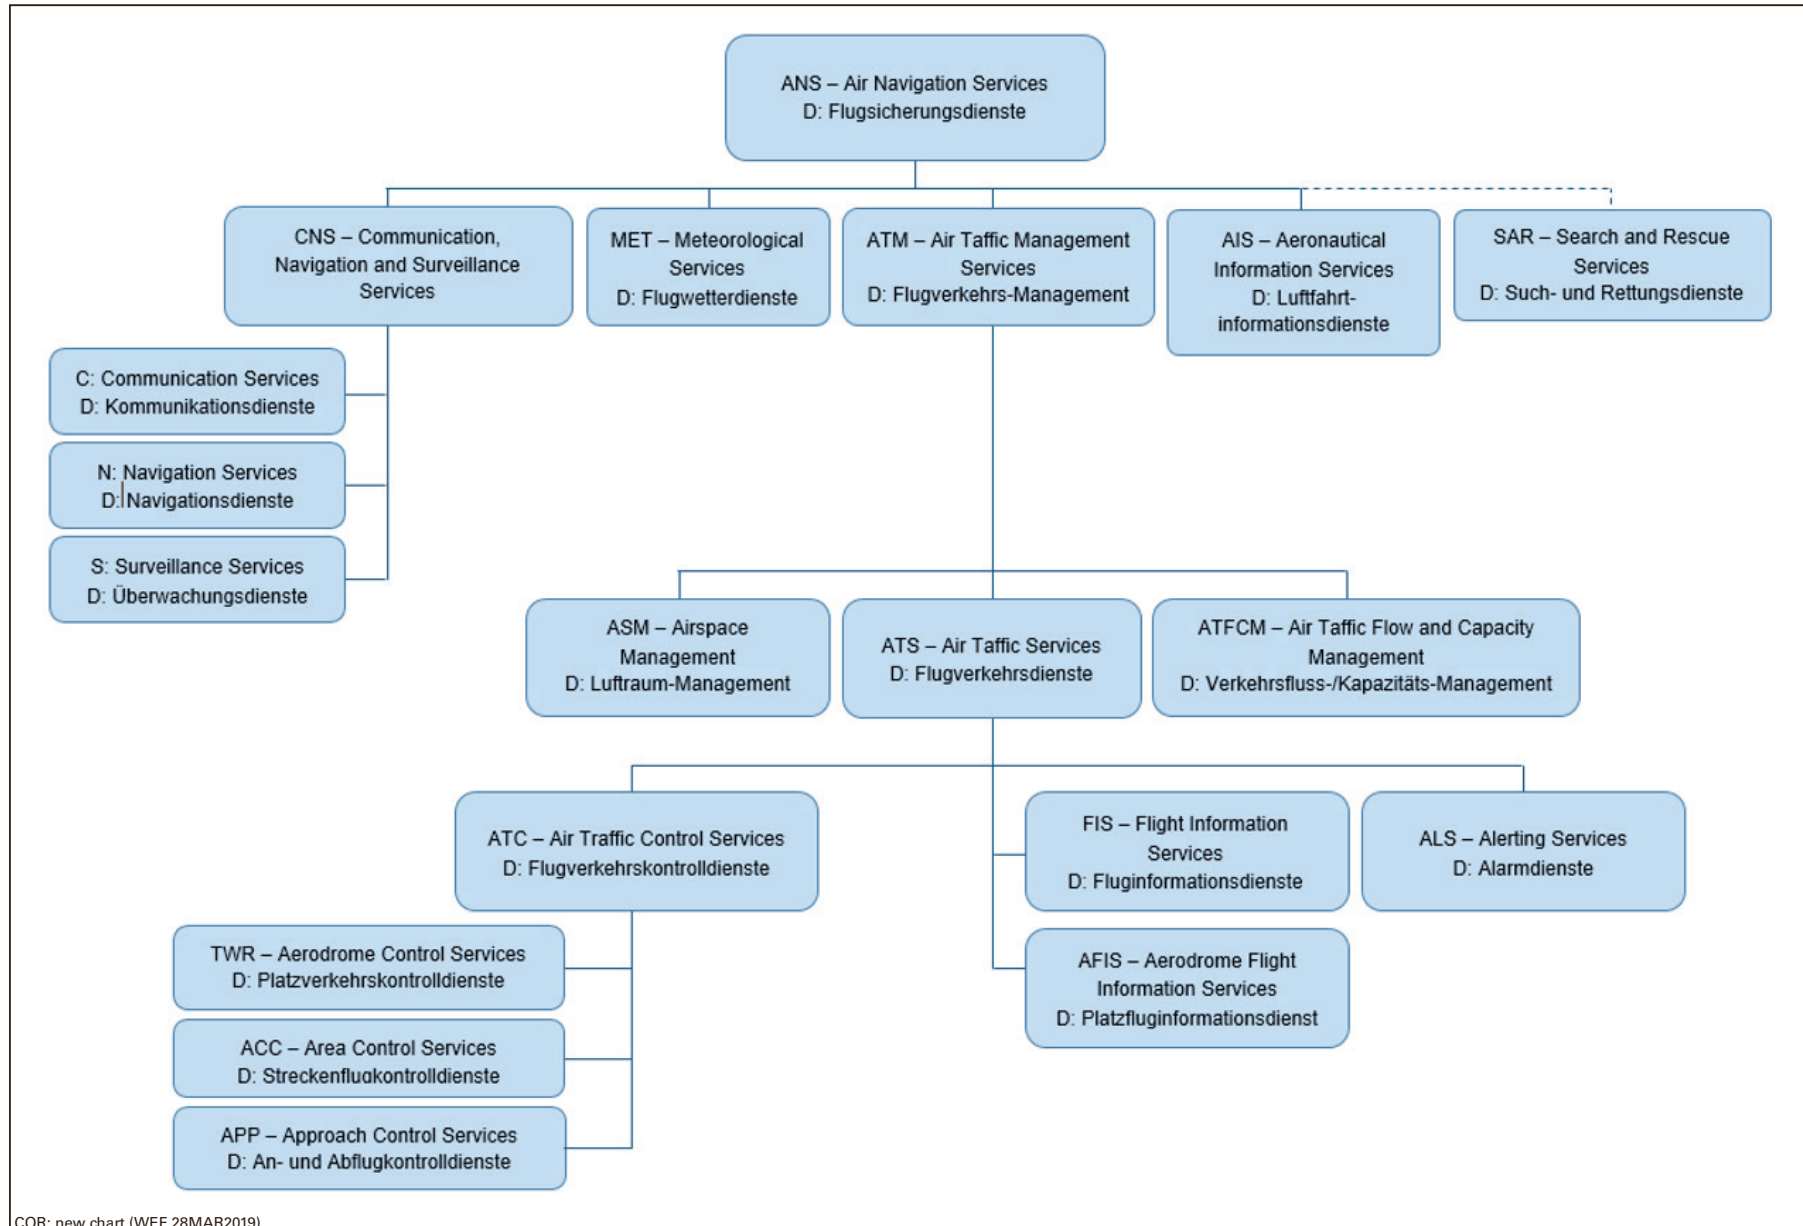 ANS – Air Navigation Services
D: Flugsicherungsdienste
CNS – Communication,
Navigation and Surveillance
Services
MET – Meteorological
Services
D: Flugwetterdienste
ATM – Air Taffic Management
Services
D: Flugverkehrs-Management
AIS – Aeronautical
Information Services
D: Luftfahrt-
informationsdienste
SAR – Search and Rescue
Services
D: Such- und Rettungsdienste
C: Communication Services
D: Kommunikationsdienste
N: Navigation Services
D: Navigationsdienste
S: Surveillance Services
D: Überwachungsdienste
ASM – Airspace
Management
D: Luftraum-Management
ATS – Air Taffic Services
D: Flugverkehrsdienste
ATFCM – Air Taffic Flow and Capacity
Management
D: Verkehrsfluss-/Kapazitäts-Management
ATC – Air Traffic Control Services
D: Flugverkehrskontrolldienste
FIS – Flight Information
Services
D: Fluginformationsdienste
ALS – Alerting Services
D: Alarmdienste
TWR – Aerodrome Control Services
D: Platzverkehrskontrolldienste
AFIS – Aerodrome Flight
Information Services
D: Platzfluginformationsdienst
ACC – Area Control Services
D: Streckenflugkontrolldienste
APP – Approach Control Services
D: An- und Abflugkontrolldienste
COR: new chart (WEF 28MAR2019)